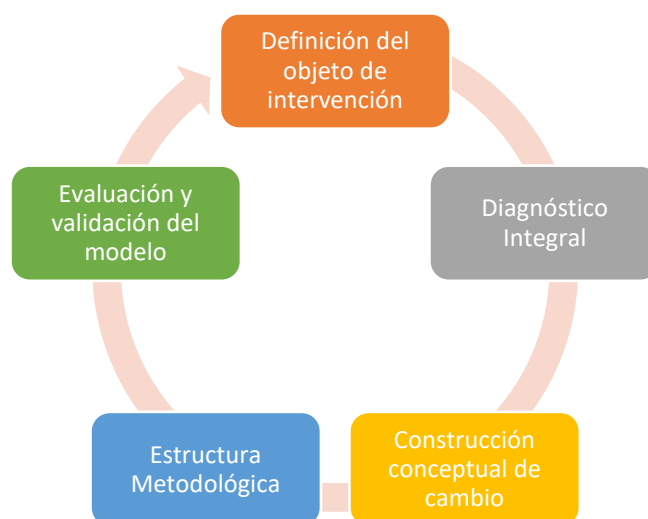 Definición del
objeto de
intervención
Diagnóstico
Integral
Construcción
conceptual de
cambio
Estructura
Metodológica
Evaluación y
validación del
modelo